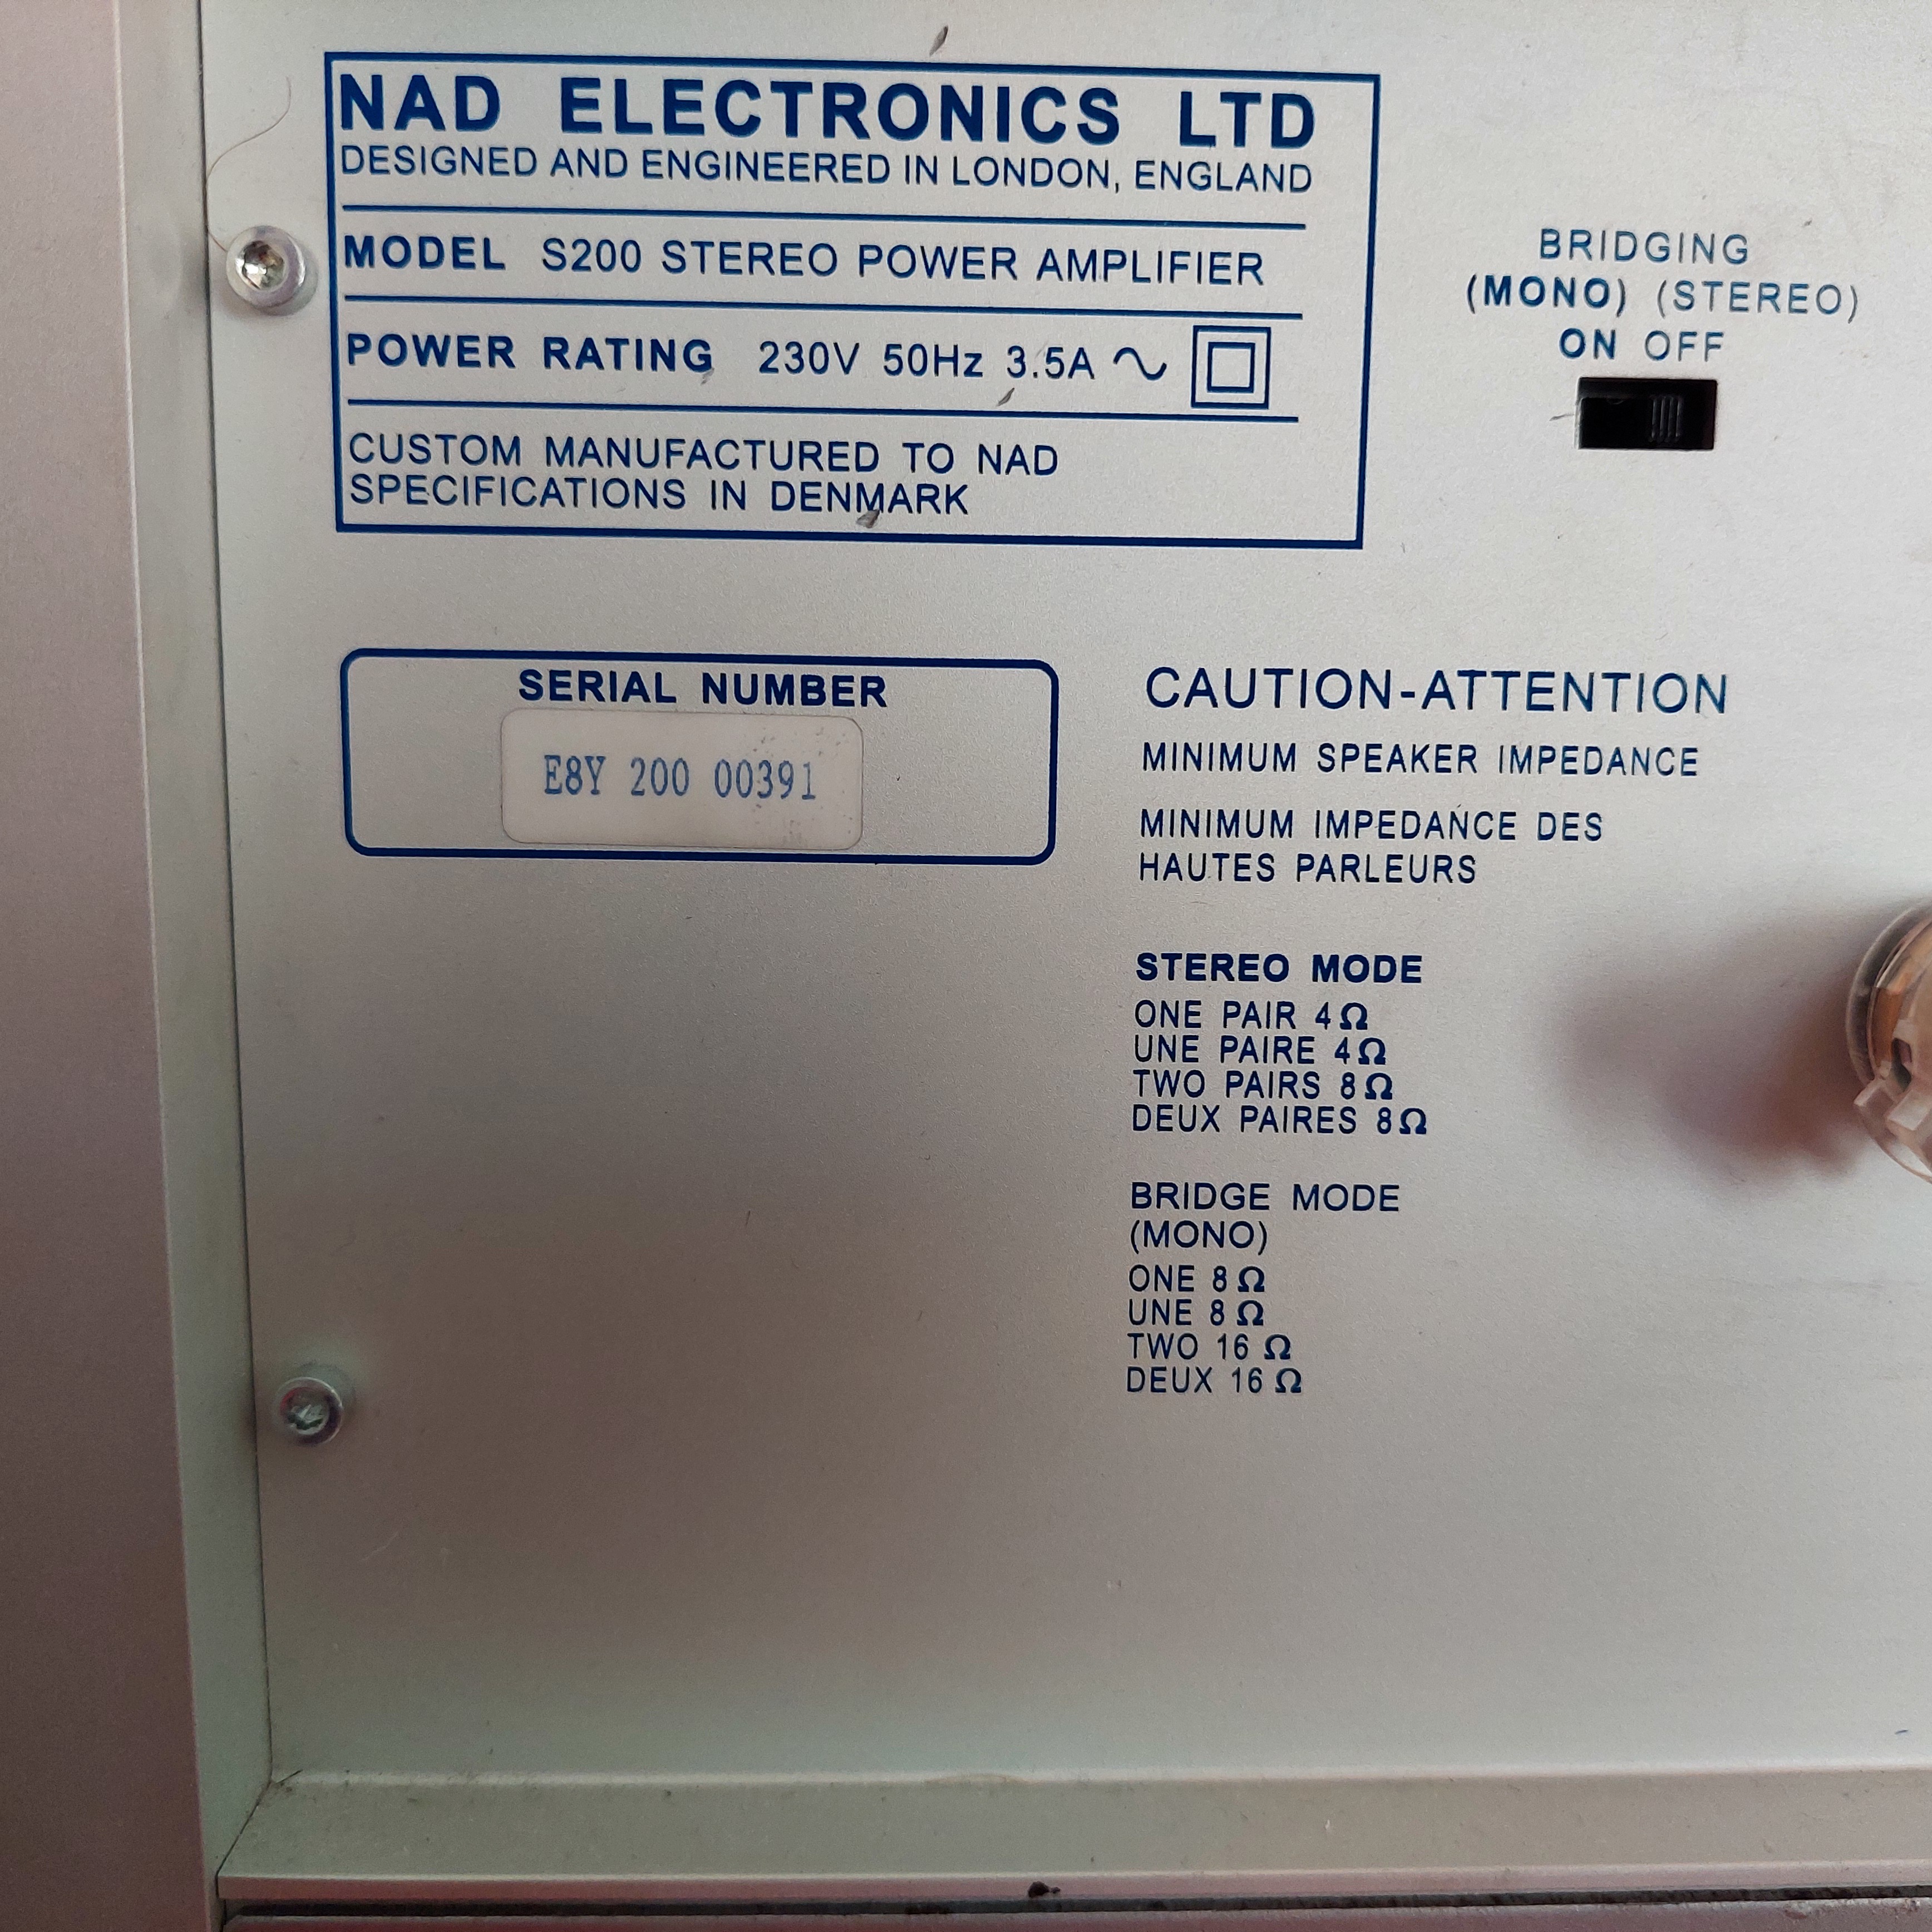 NAD ELECTRONICS LTD
DESIGNED AND ENGINEERED IN LONDON, ENGLAND
MODEL S200 STEREO POWER AMPLIFIER
POWER RATING 230V 50Hz 3.5A ~
CUSTOM MANUFACTURED TO NAD
SPECIFICATIONS IN DENMARK
BRIDGING
(MONO) (STEREO)
ON OFF
SERIAL NUMBER
E8Y 200 00391
CAUTION-ATTENTION
MINIMUM SPEAKER IMPEDANCE
MINIMUM IMPEDANCE DES
HAUTES PARLEURS
STEREO MODE
ONE PAIR 4Ω
UNE PAIRE 4Ω
TWO PAIRS 8Ω
DEUX PAIRES 8Ω
BRIDGE MODE
(MONO)
ONE 8Ω
UNE 8Ω
TWO 16 Ω
DEUX 16 Ω